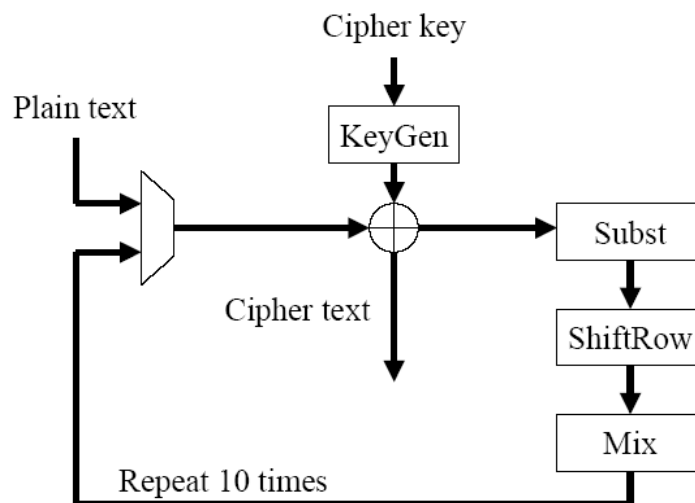 Cipher key
Plain text
KeyGen
Subst
Cipher text
ShiftRow
Mix
Repeat 10 times